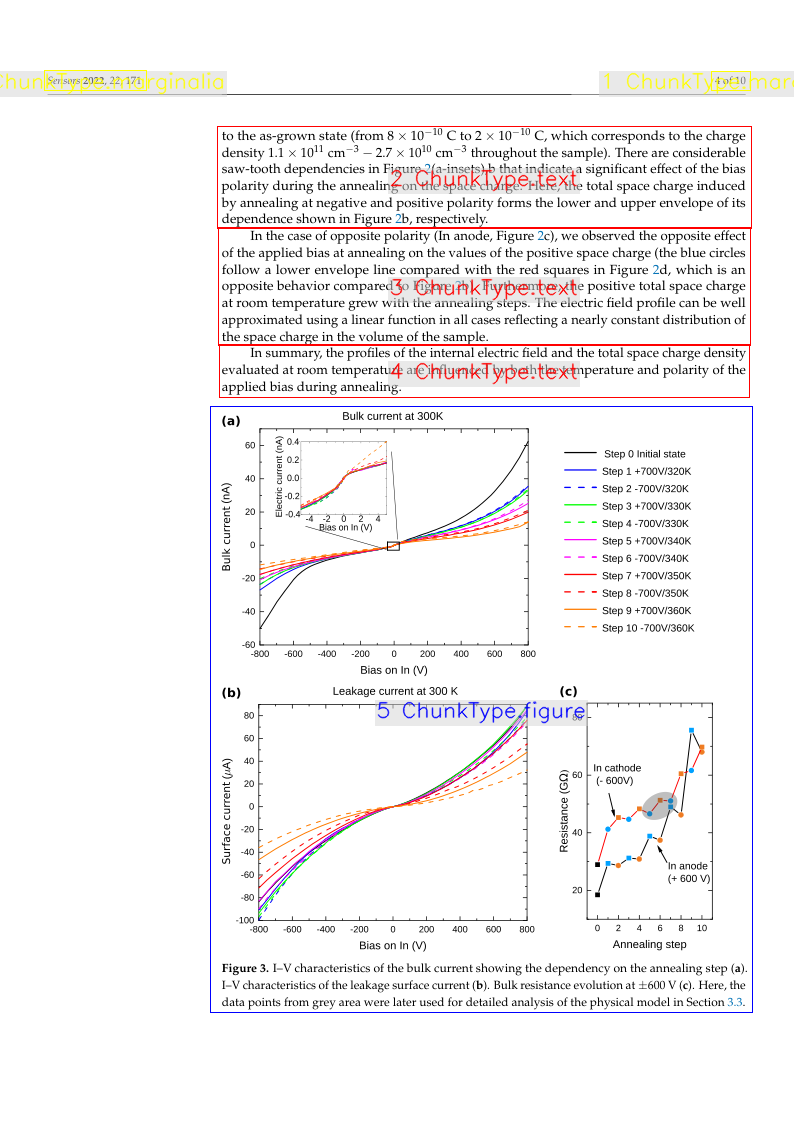 Sensors 2022, 22, 171
4 of 10
ChunkType.marginalia
1 ChunkType.mar
to the as-grown state (from 8 × 10−10 C to 2 × 10−10 C, which corresponds to the charge
density 1.1 × 1011 cm−3 − 2.7 × 1010 cm−3 throughout the sample). There are considerable
saw-tooth dependencies in Figure 2(a-insets),b that indicate a significant effect of the bias
polarity during the annealing on the space charge. Here, the total space charge induced
2 ChunkType.text
by annealing at negative and positive polarity forms the lower and upper envelope of its
dependence shown in Figure 2b, respectively.
In the case of opposite polarity (In anode, Figure 2c), we observed the opposite effect
of the applied bias at annealing on the values of the positive space charge (the blue circles
follow a lower envelope line compared with the red squares in Figure 2d, which is an
opposite behavior compared to Figure 2b). Furthermore, the positive total space charge
3 ChunkType.text
at room temperature grew with the annealing steps. The electric field profile can be well
approximated using a linear function in all cases reflecting a nearly constant distribution of
the space charge in the volume of the sample.
In summary, the profiles of the internal electric field and the total space charge density
evaluated at room temperature are influenced by both the temperature and polarity of the
4 ChunkType.text
applied bias during annealing.
(a)
Bulk current at 300K
Bulk current (nA)
60
40
20
0
-20
-40
-60
-800 -600 -400 -200 0 200 400 600 800
Bias on In (V)
Electric current (nA)
0.4
0.2
0.0
-0.2
-0.4
-4 -2 0 2 4
Bias on In (V)
Step 0 Initial state
Step 1 +700V/320K
Step 2 -700V/320K
Step 3 +700V/330K
Step 4 -700V/330K
Step 5 +700V/340K
Step 6 -700V/340K
Step 7 +700V/350K
Step 8 -700V/350K
Step 9 +700V/360K
Step 10 -700V/360K
(b)
Leakage current at 300 K
5 ChunkType.figure
Surface current (μA)
80
60
40
20
0
-20
-40
-60
-80
-100
-800 -600 -400 -200 0 200 400 600 800
Bias on In (V)
(c)
Resistance (GΩ)
80
60
40
20
In cathode
(- 600V)
In anode
(+ 600 V)
0 2 4 6 8 10
Annealing step
Figure 3. I–V characteristics of the bulk current showing the dependency on the annealing step (a).
I–V characteristics of the leakage surface current (b). Bulk resistance evolution at ±600 V (c). Here, the
data points from grey area were later used for detailed analysis of the physical model in Section 3.3.